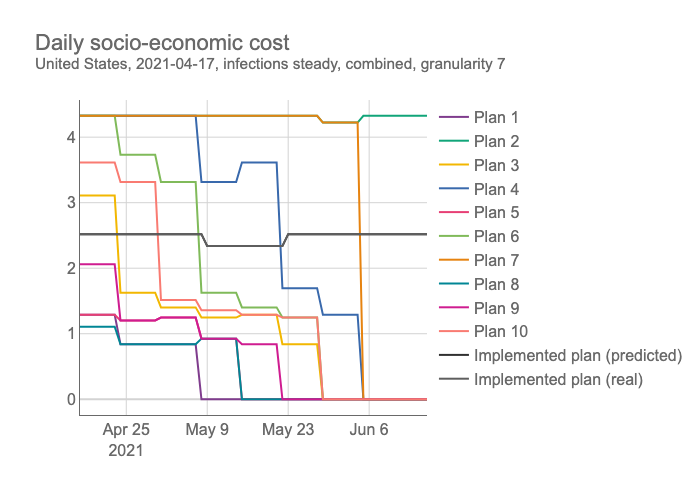 Daily socio-economic cost
United States, 2021-04-17, infections steady, combined, granularity 7
4
3
2
1
0
Apr 25
2021
May 9
May 23
Jun 6
Plan 1
Plan 2
Plan 3
Plan 4
Plan 5
Plan 6
Plan 7
Plan 8
Plan 9
Plan 10
Implemented plan (predicted)
Implemented plan (real)